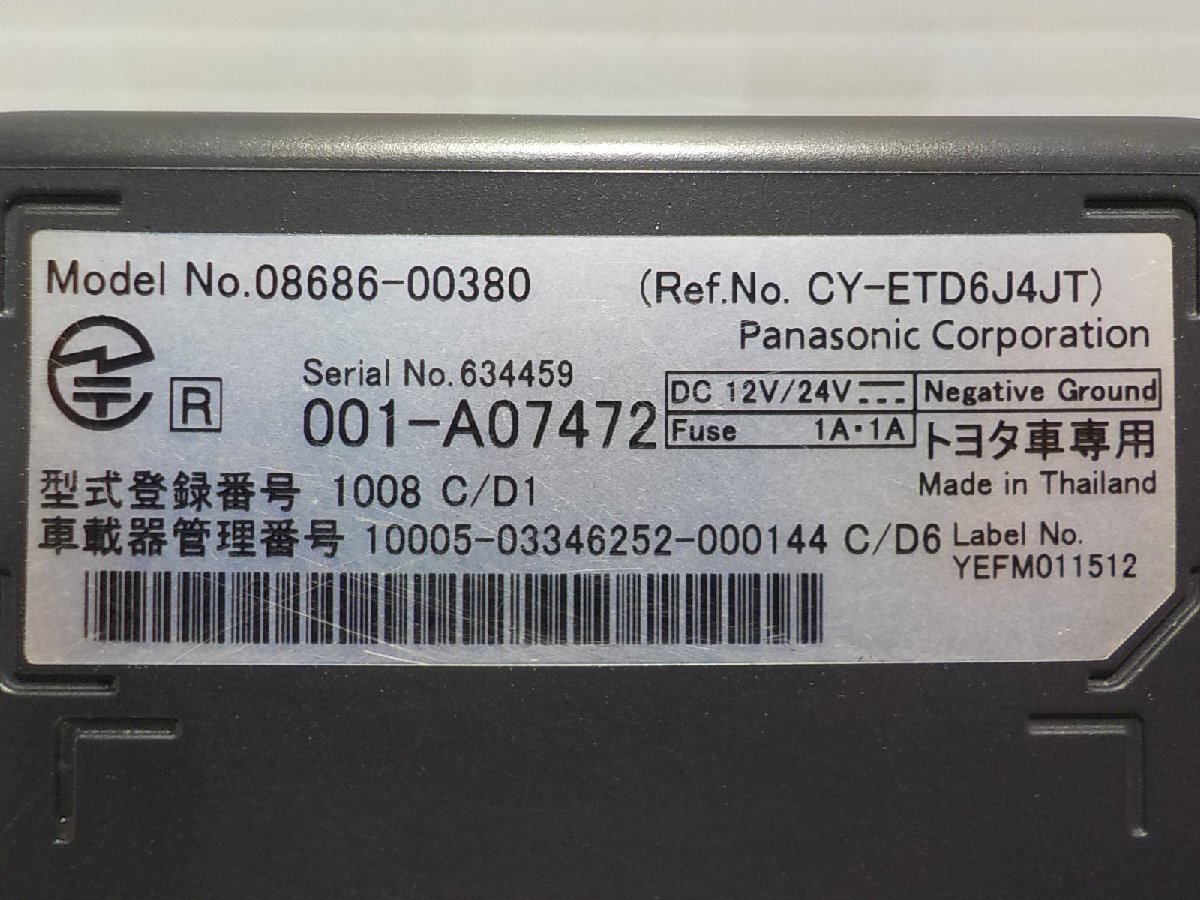 Model No.08686-00380 (Ref.No. CY-ETD6J4JT)
Panasonic Corporation
R
Serial No.634459
001-A07472
DC 12V/24V Negative Ground
Fuse 1A・1A
トヨタ車専用
Made in Thailand
型式登録番号 1008 C/D1
車載器管理番号 10005-03346252-000144 C/D6
Label No.
YEFM011512